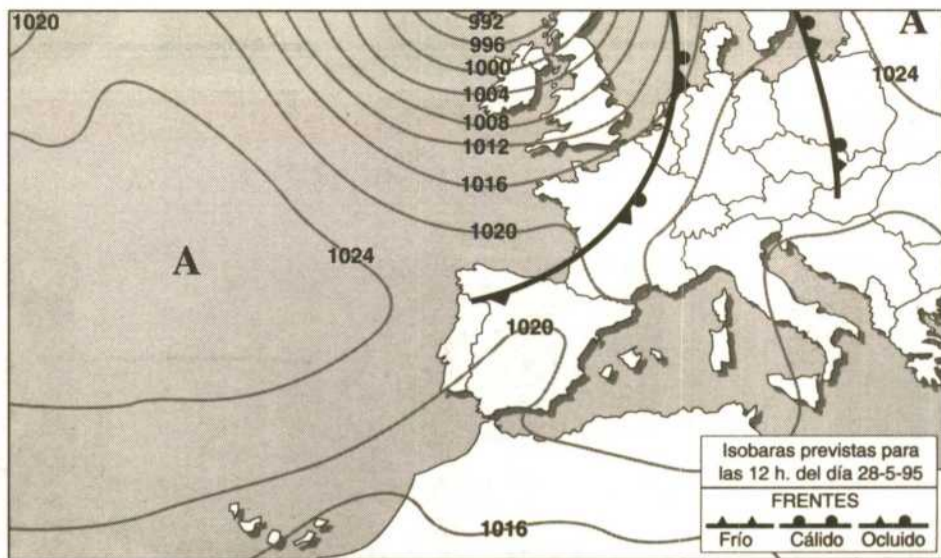 1020
992
996
1000
1004
1008
1012
1016
1020
A
1024
A
1024
1020
1016
Isobaras previstas para
las 12 h. del día 28-5-95
FRENTES
Frío Cálido Ocluido